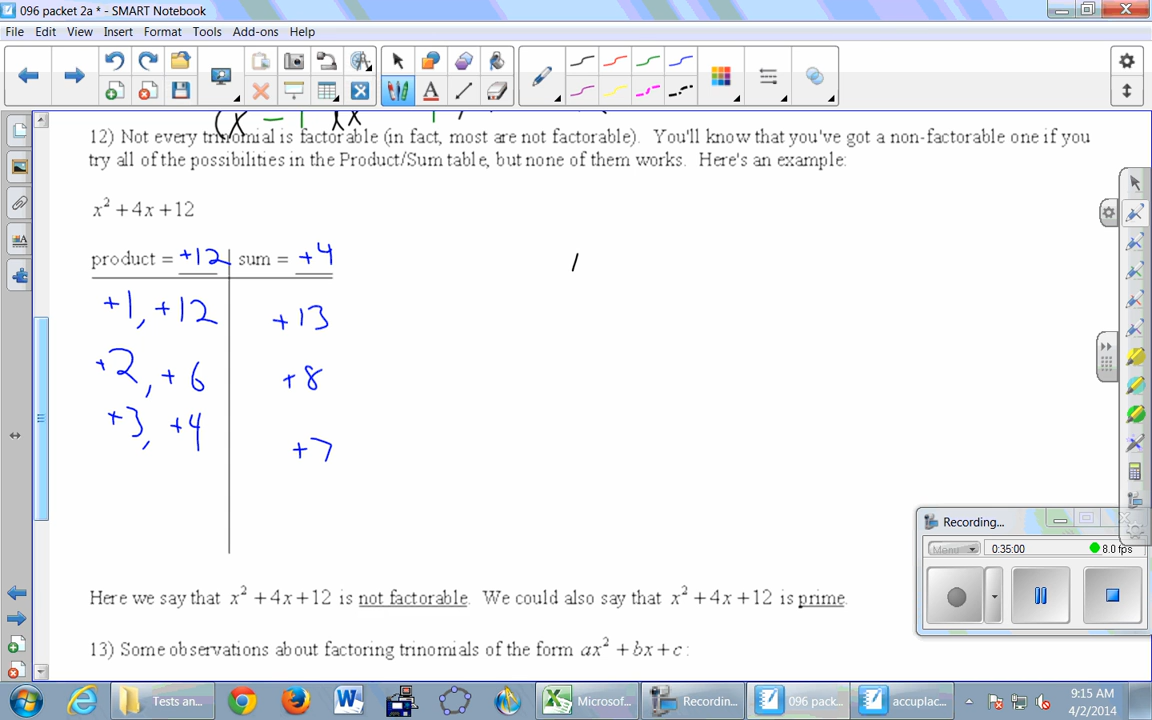 096 packet 2a * - SMART Notebook
File Edit View Insert Format Tools Add-ons Help
12) Not every trinomial is factorable (in fact, most are not factorable). You'll know that you've got a non-factorable one if you
try all of the possibilities in the Product/Sum table, but none of them works. Here's an example:
x² + 4x + 12
product = +12 sum = +4
+1, +12 +13
+2, +6 +8
+3, +4 +7
Here we say that x² + 4x + 12 is not factorable. We could also say that x² + 4x + 12 is prime.
13) Some observations about factoring trinomials of the form ax² + bx + c :
Recording...
Menu 0:35:00 8.0 fps
Tests an... Microsof... Recordin... 096 pack... accuplac...
9:15 AM
4/2/2014